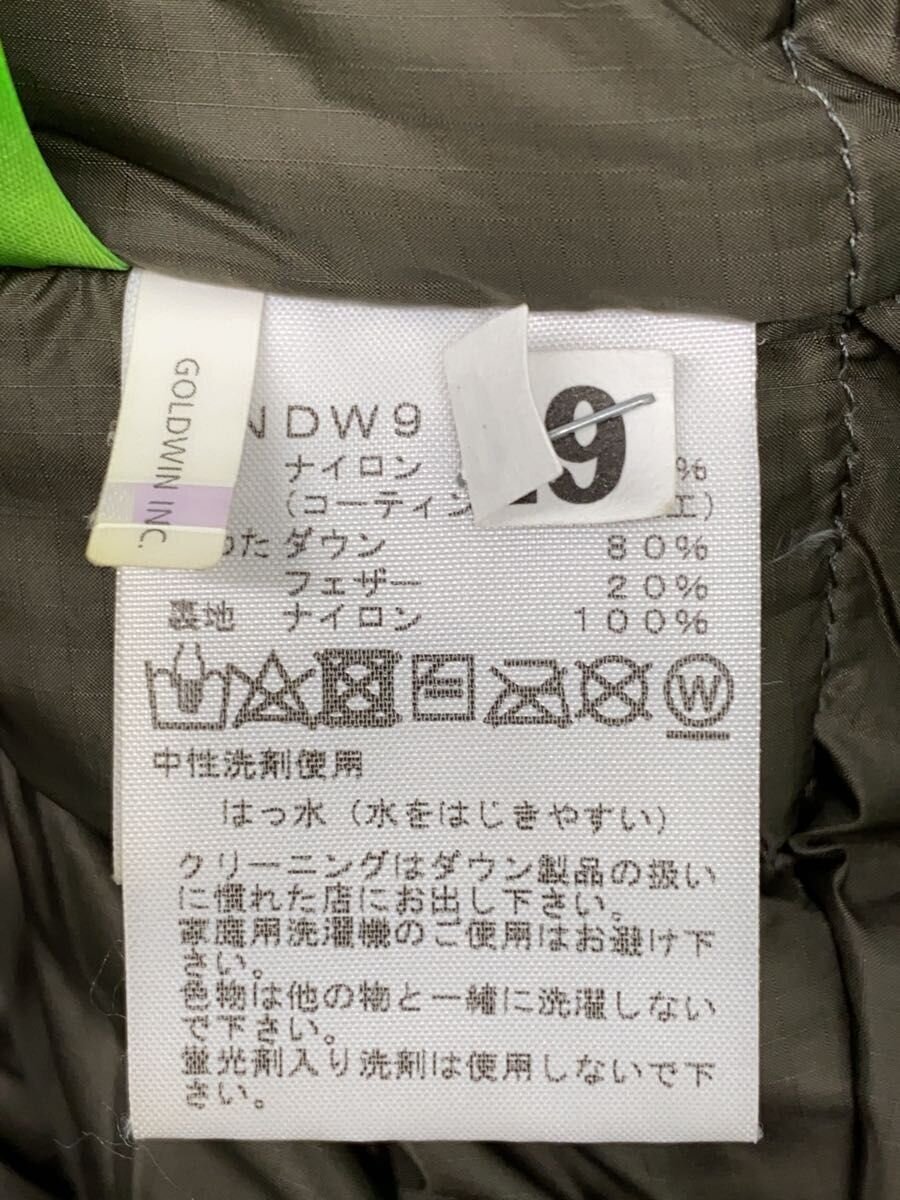 GOLDWIN INC.
NDW9
9
ナイロン %
(コーティン 工)
わた ダウン 80%
フェザー 20%
裏地 ナイロン 100%
W
中性洗剤使用
はっ水(水をはじきやすい)
クリーニングはダウン製品の扱い
に慣れた店にお出し下さい。
家庭用洗濯機のご使用はお避け下
さい。
色物は他の物と一緒に洗濯しない
で下さい。
蛍光剤入り洗剤は使用しないで下
さい。